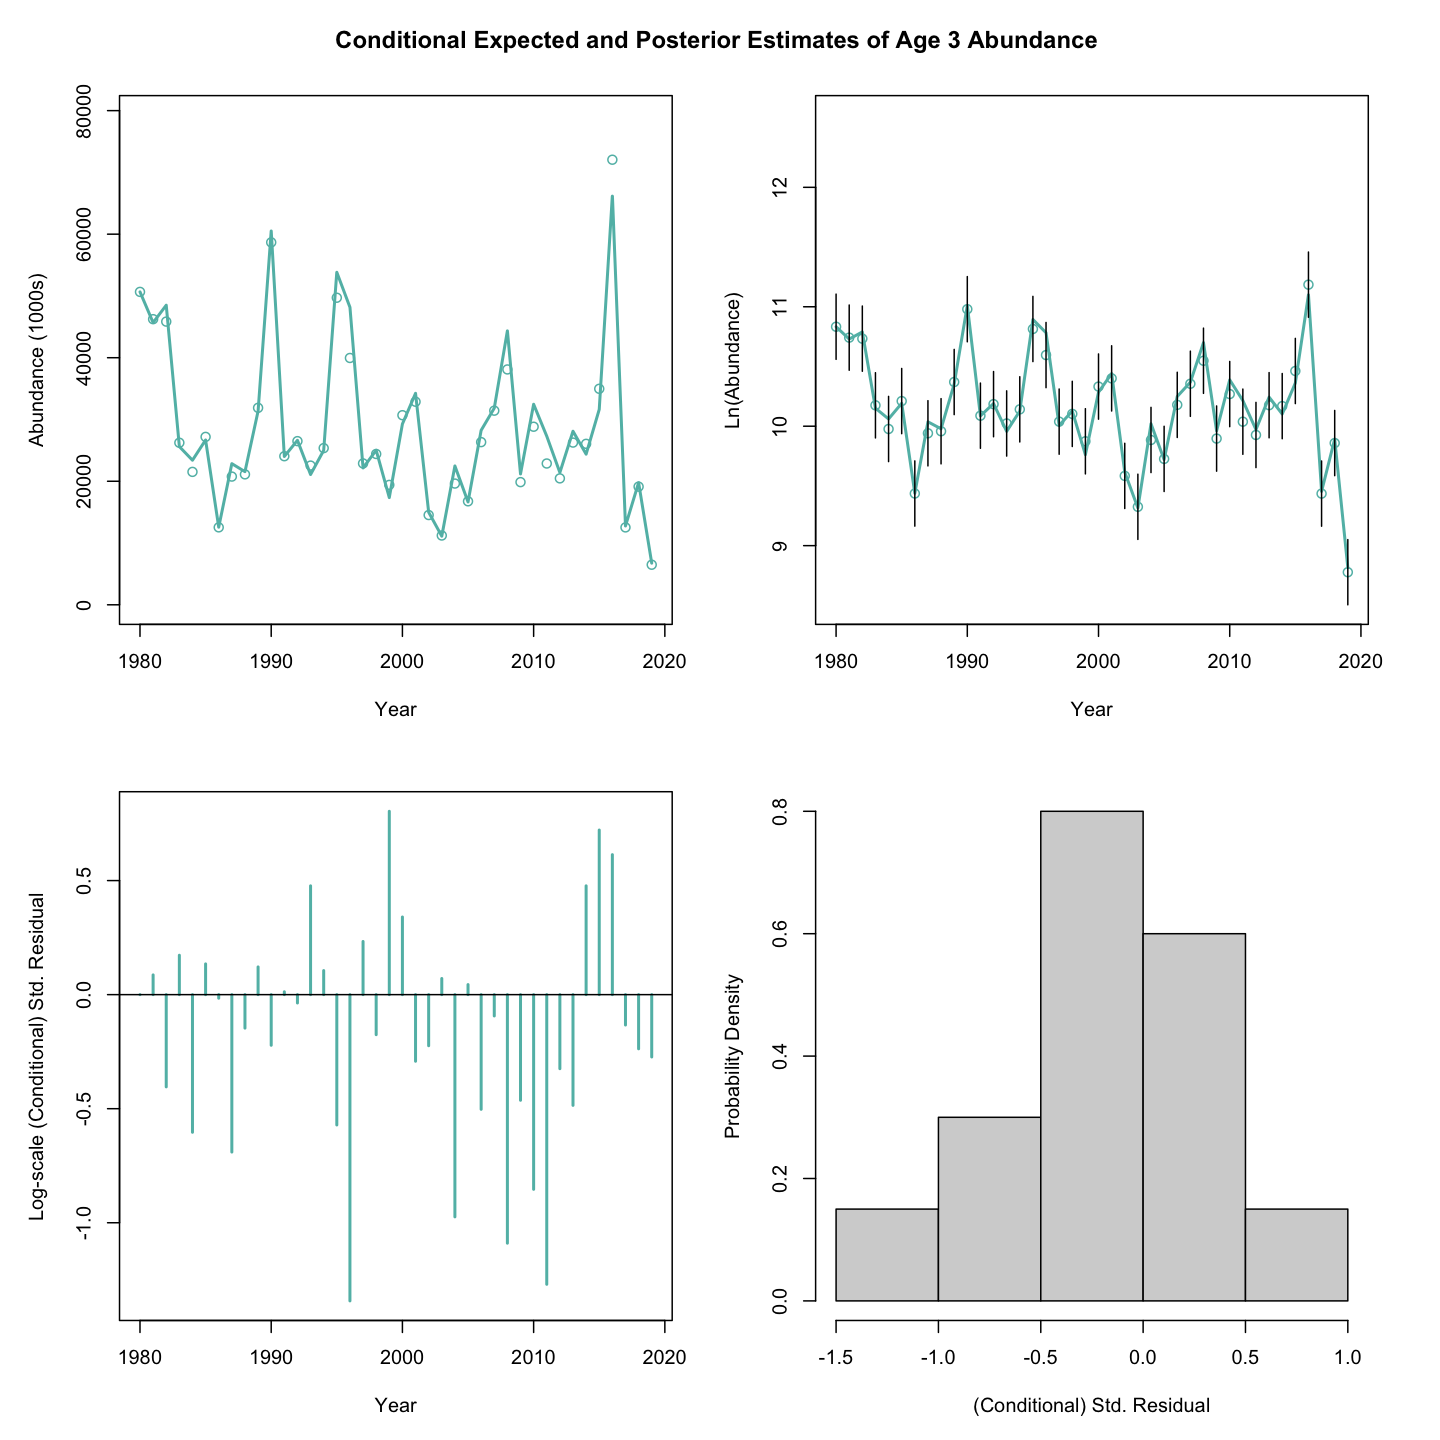 Conditional Expected and Posterior Estimates of Age 3 Abundance
Abundance (1000s)
80000
60000
40000
20000
0
1980 1990 2000 2010 2020
Year
Ln(Abundance)
12
11
10
9
1980 1990 2000 2010 2020
Year
Log-scale (Conditional) Std. Residual
0.5
0.0
-0.5
-1.0
1980 1990 2000 2010 2020
Year
Probability Density
0.8
0.6
0.4
0.2
0.0
-1.5 -1.0 -0.5 0.0 0.5 1.0
(Conditional) Std. Residual